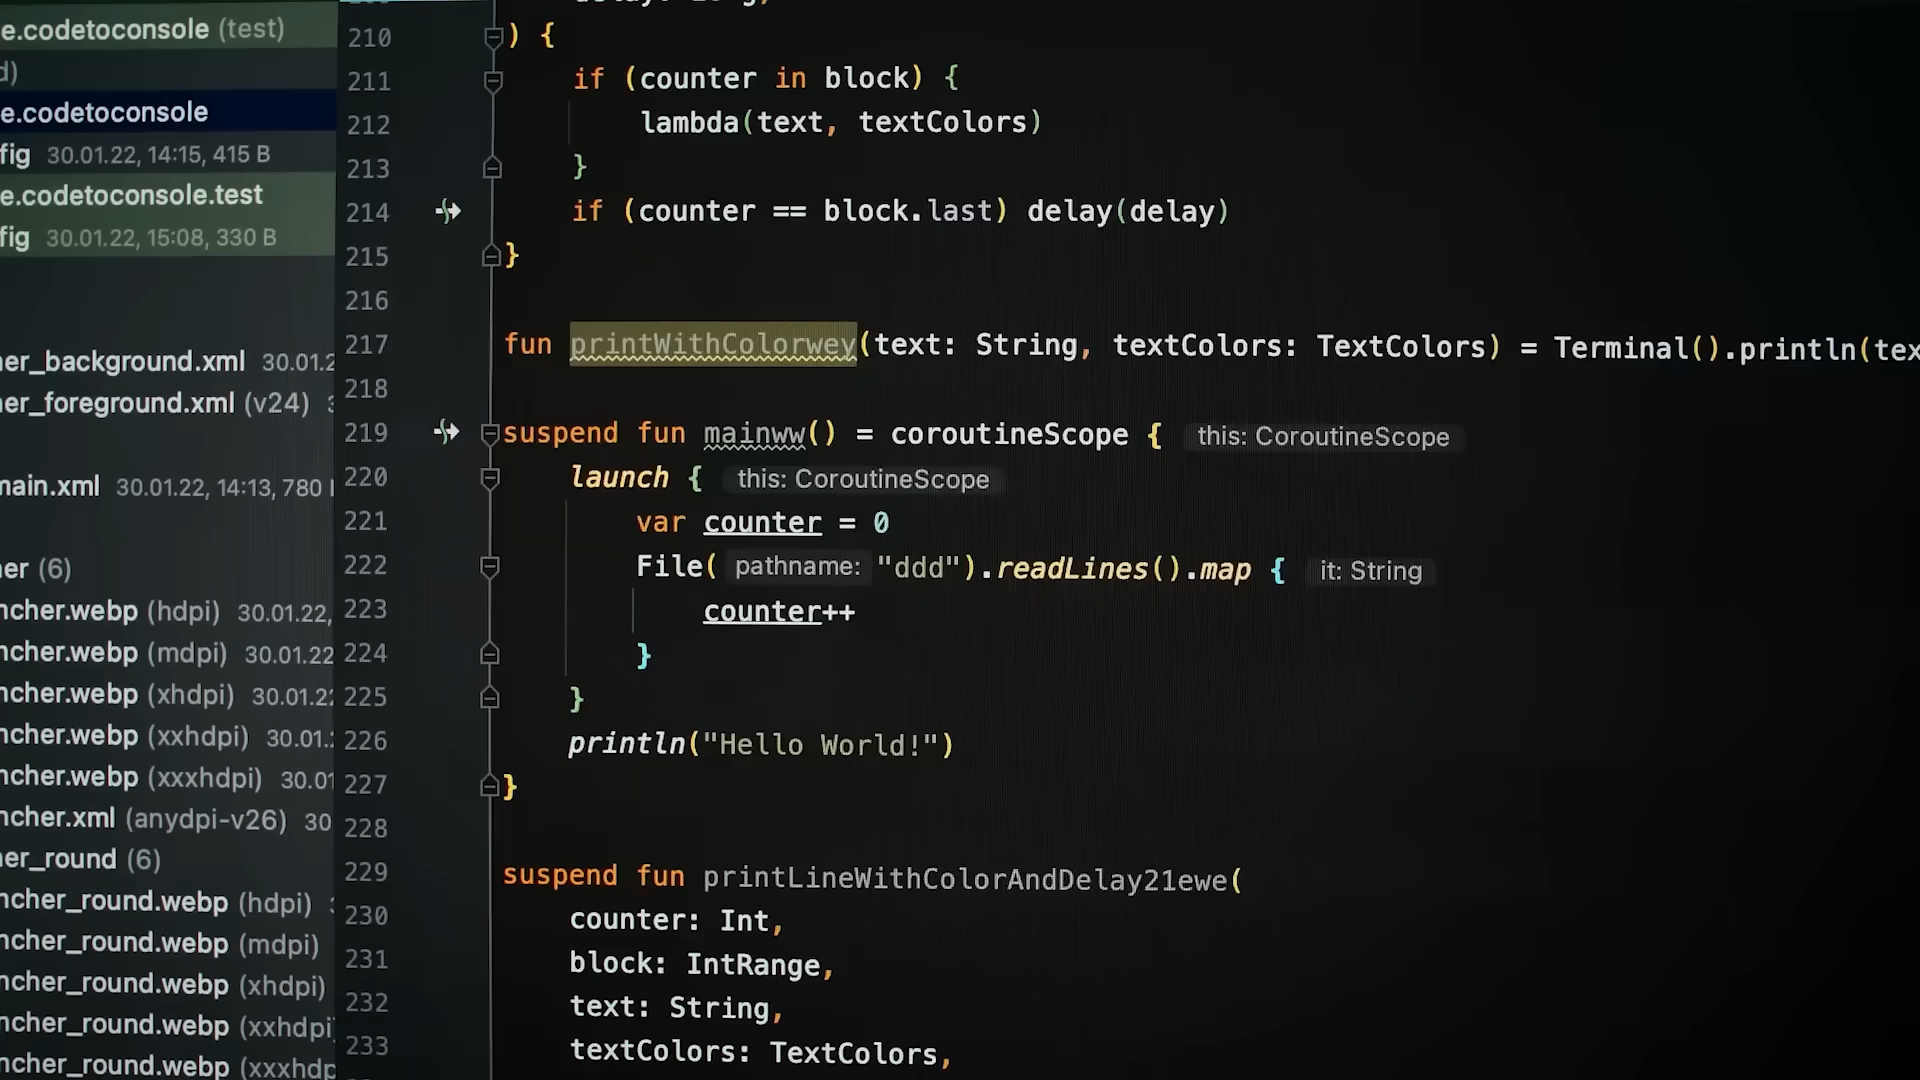 e.codetoconsole (test)
d)
e.codetoconsole
fig 30.01.22, 14:15, 415 B
e.codetoconsole.test
fig 30.01.22, 15:08, 330 B
er_background.xml 30.01.2
er_foreground.xml (v24)
main.xml 30.01.22, 14:13, 780
er (6)
ncher.webp (hdpi) 30.01.22,
ncher.webp (mdpi) 30.01.22
ncher.webp (xhdpi) 30.01.22
ncher.webp (xxhdpi) 30.01.
ncher.webp (xxxhdpi) 30.01
ncher.xml (anydpi-v26) 30
er_round (6)
ncher_round.webp (hdpi)
ncher_round.webp (mdpi)
ncher_round.webp (xhdpi)
ncher_round.webp (xxhdpi
ncher_round.webp (xxxhdp
210 ) {
211 if (counter in block) {
212 lambda(text, textColors)
213 }
214 if (counter == block.last) delay(delay)
215 }
216
217 fun printWithColorwey(text: String, textColors: TextColors) = Terminal().println(tex
218
219 suspend fun mainww() = coroutineScope { this: CoroutineScope
220 launch { this: CoroutineScope
221 var counter = 0
222 File( pathname: "ddd").readLines().map { it: String
223 counter++
224 }
225 }
226 println("Hello World!")
227 }
228
229 suspend fun printLineWithColorAndDelay21ewe(
230 counter: Int,
231 block: IntRange,
232 text: String,
233 textColors: TextColors,